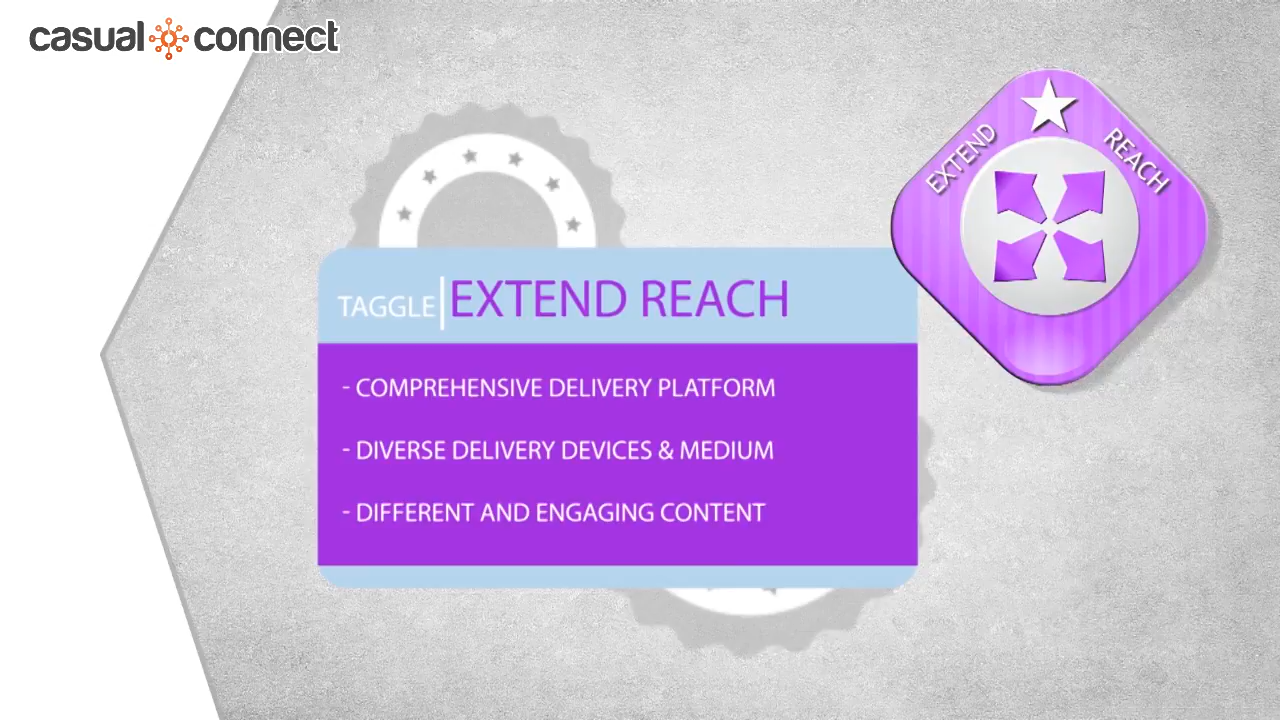 casual connect
EXTEND REACH
TAGGLE EXTEND REACH
- COMPREHENSIVE DELIVERY PLATFORM
- DIVERSE DELIVERY DEVICES & MEDIUM
- DIFFERENT AND ENGAGING CONTENT